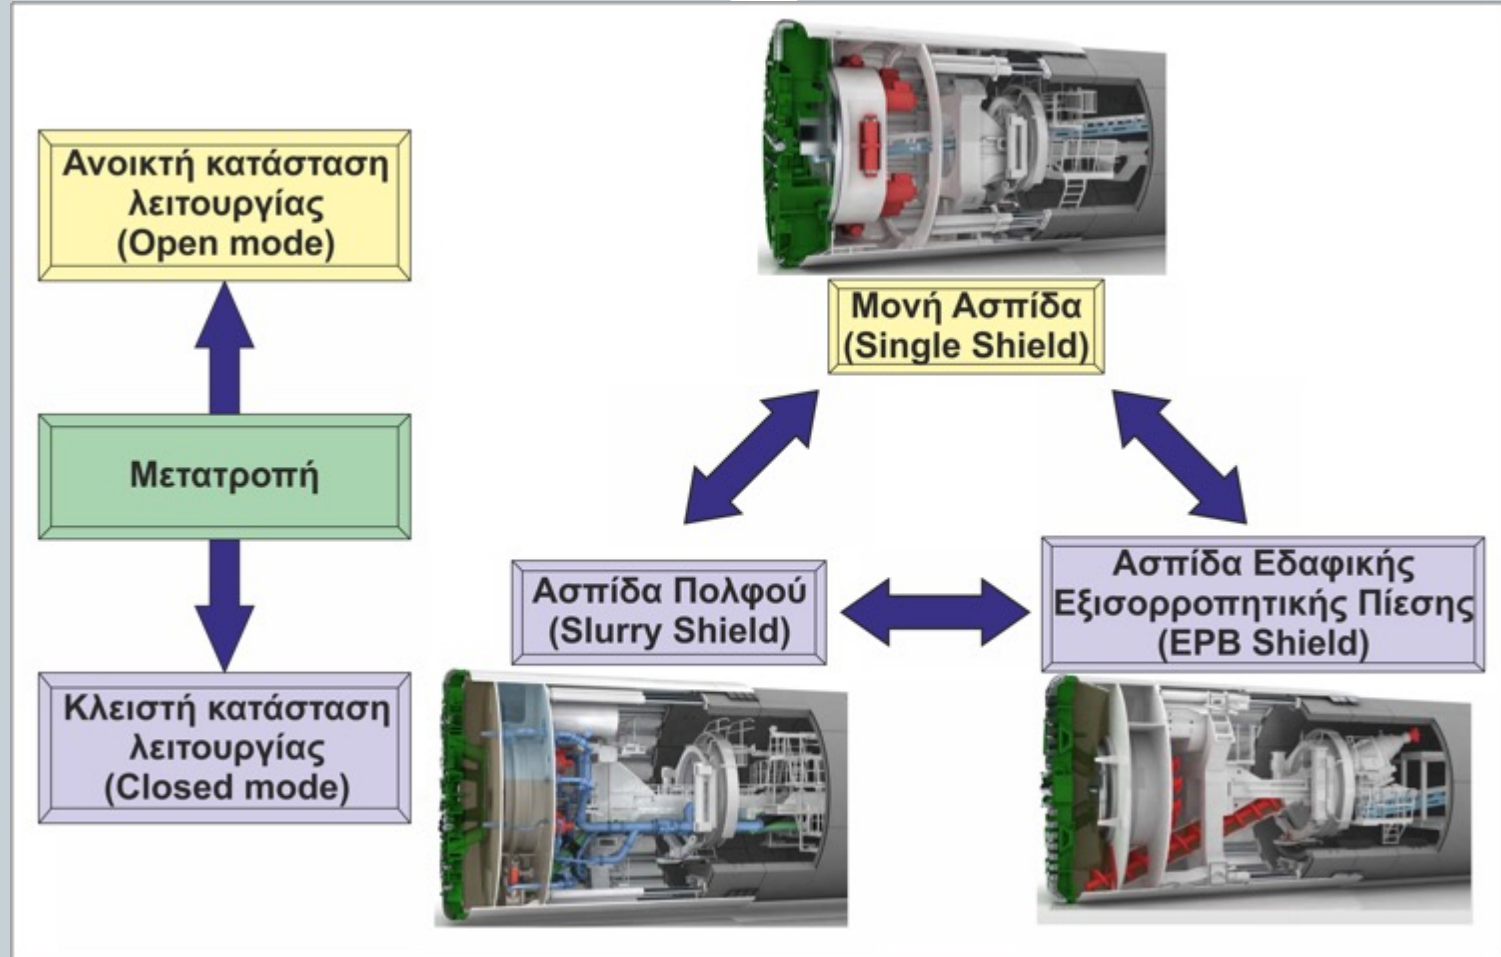 Ανοικτή κατάσταση
λειτουργίας
(Open mode)
Μετατροπή
Κλειστή κατάσταση
λειτουργίας
(Closed mode)
Μονή Ασπίδα
(Single Shield)
Ασπίδα Πολφού
(Slurry Shield)
Ασπίδα Εδαφικής
Εξισορροπητικής Πίεσης
(EPB Shield)